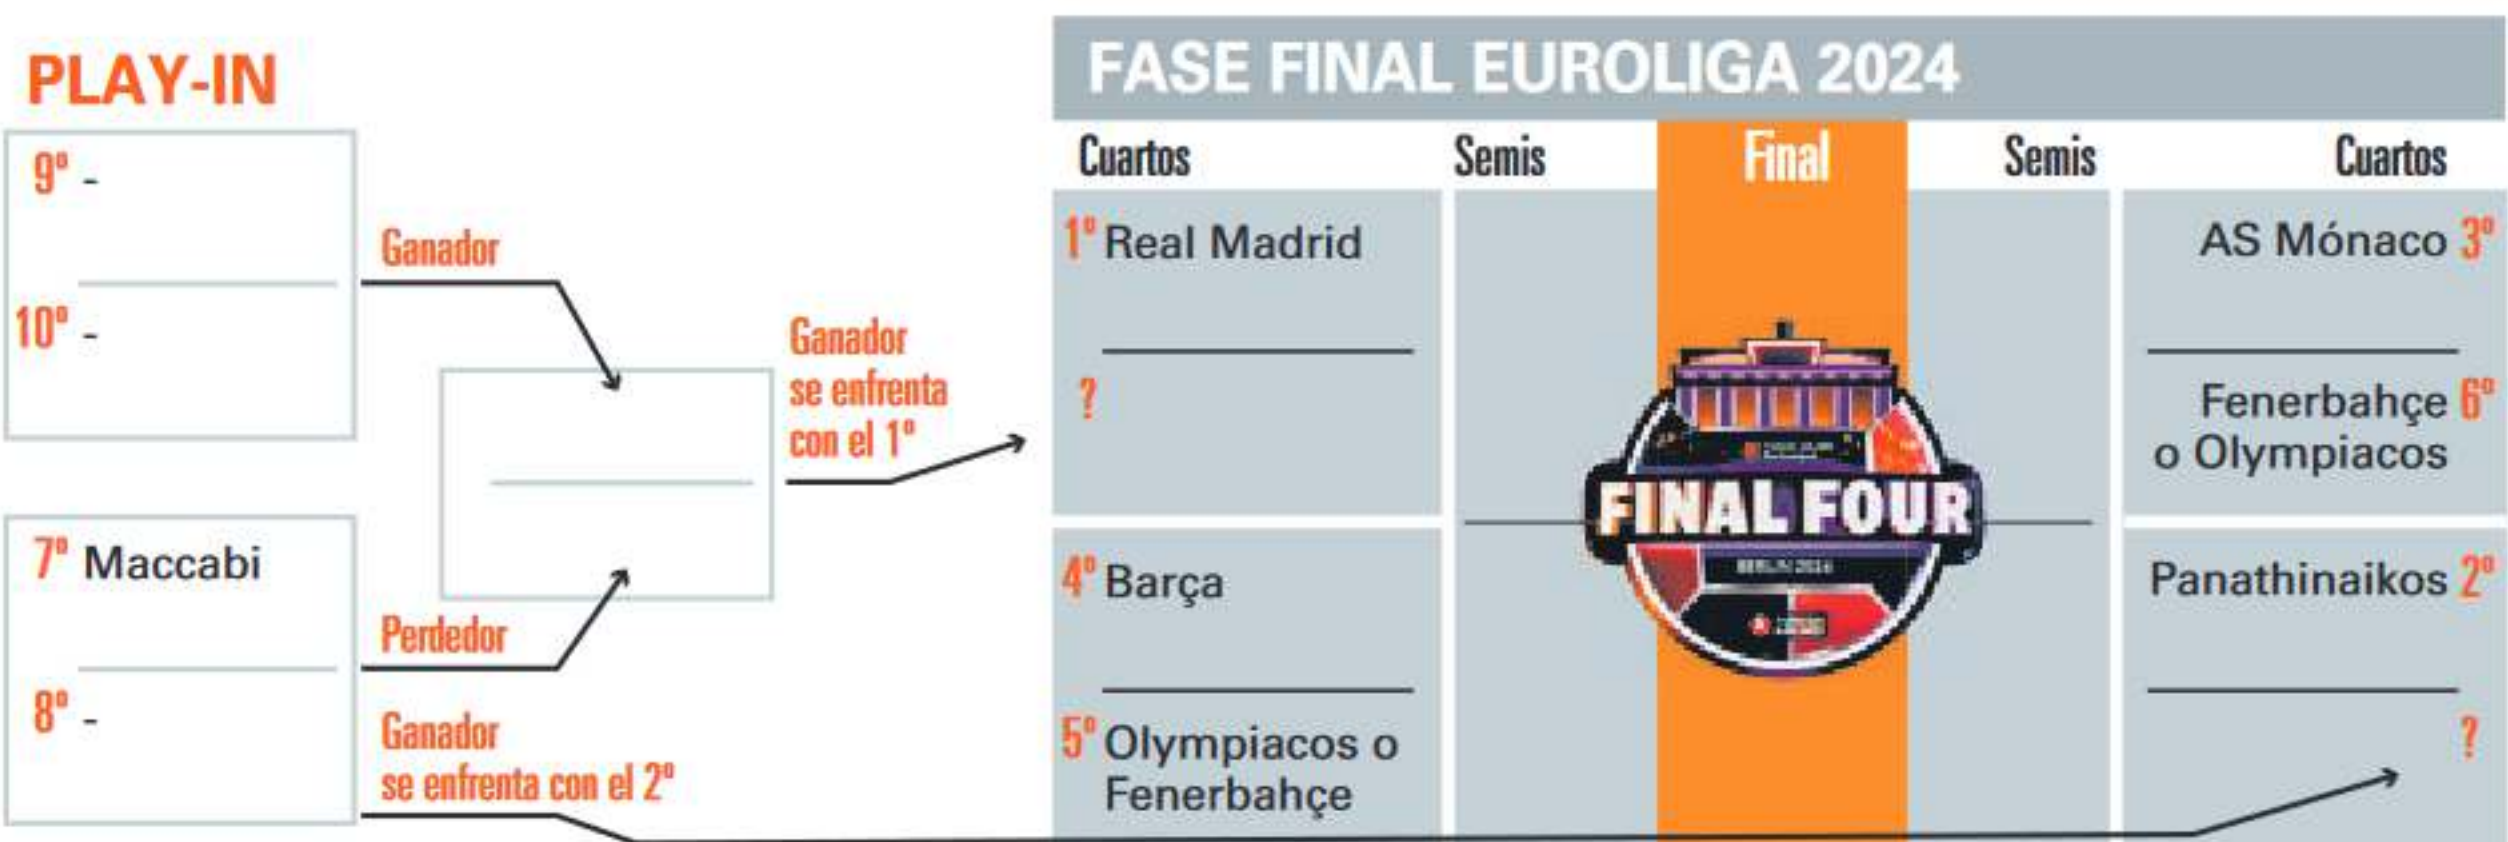 PLAY-IN
9º -
10º -
Ganador
7º Maccabi
8º -
Perdedor
Ganador
se enfrenta con el 2º
Ganador
se enfrenta
con el 1º
FASE FINAL EUROLIGA 2024
Cuartos
Semis
Final
Semis
Cuartos
1º Real Madrid
?
4º Barça
5º Olympiacos o
Fenerbahçe
FINAL FOUR
BERLIN 2024
AS Mónaco 3º
Fenerbahçe 6º
o Olympiacos
Panathinaikos 2º
?